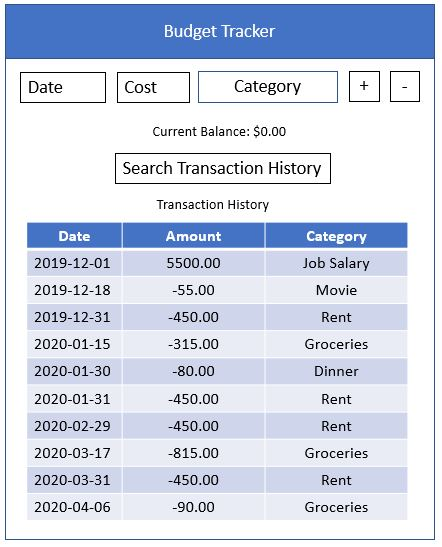 Budget Tracker
Date Cost Category + -
Current Balance: $0.00
Search Transaction History
Transaction History
Date Amount Category
2019-12-01 5500.00 Job Salary
2019-12-18 -55.00 Movie
2019-12-31 -450.00 Rent
2020-01-15 -315.00 Groceries
2020-01-30 -80.00 Dinner
2020-01-31 -450.00 Rent
2020-02-29 -450.00 Rent
2020-03-17 -815.00 Groceries
2020-03-31 -450.00 Rent
2020-04-06 -90.00 Groceries